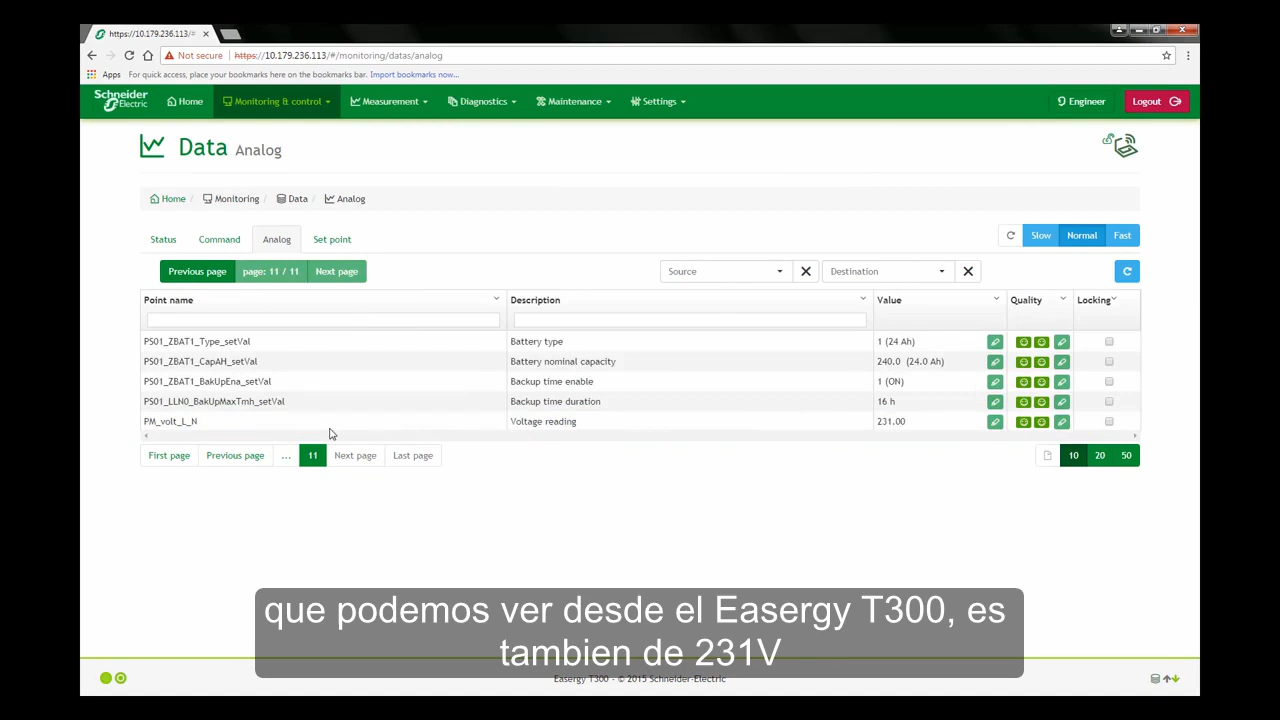 https://10.179.236.113/#
Not secure https://10.179.236.113/#/monitoring/datas/analog
Apps For quick access, place your bookmarks here on the bookmarks bar. Import bookmarks now...
Schneider Electric Home Monitoring & control Measurement Diagnostics Maintenance Settings Engineer Logout
Data Analog
Home / Monitoring / Data / Analog
Status Command Analog Set point Slow Normal Fast
Previous page page: 11 / 11 Next page Source Destination
Point name Description Value Quality Locking
PS01_ZBAT1_Type_setVal Battery type 1 (24 Ah)
PS01_ZBAT1_CapAH_setVal Battery nominal capacity 240.0 (24.0 Ah)
PS01_ZBAT1_BakUpEna_setVal Backup time enable 1 (ON)
PS01_LLN0_BakUpMaxTmh_setVal Backup time duration 16 h
PM_volt_L_N Voltage reading 231.00
First page Previous page ... 11 Next page Last page 10 20 50
que podemos ver desde el Easergy T300, es
tambien de 231V
Easergy T300 - © 2015 Schneider-Electric